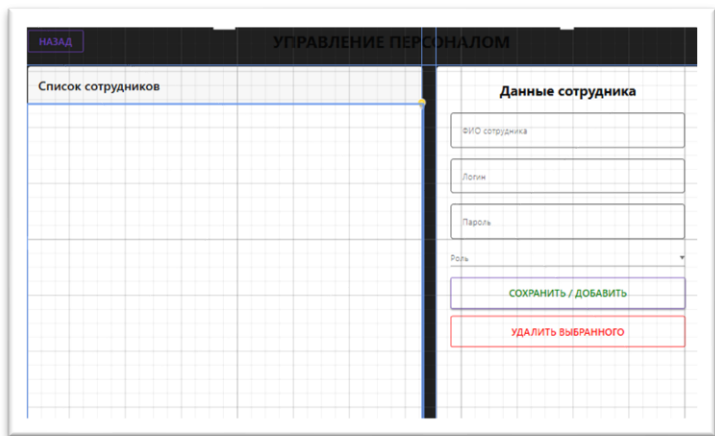 НАЗАД
УПРАВЛЕНИЕ ПЕРСОНАЛОМ
Список сотрудников
Данные сотрудника
ФИО сотрудника
Логин
Пароль
Роль
СОХРАНИТЬ / ДОБАВИТЬ
УДАЛИТЬ ВЫБРАННОГО